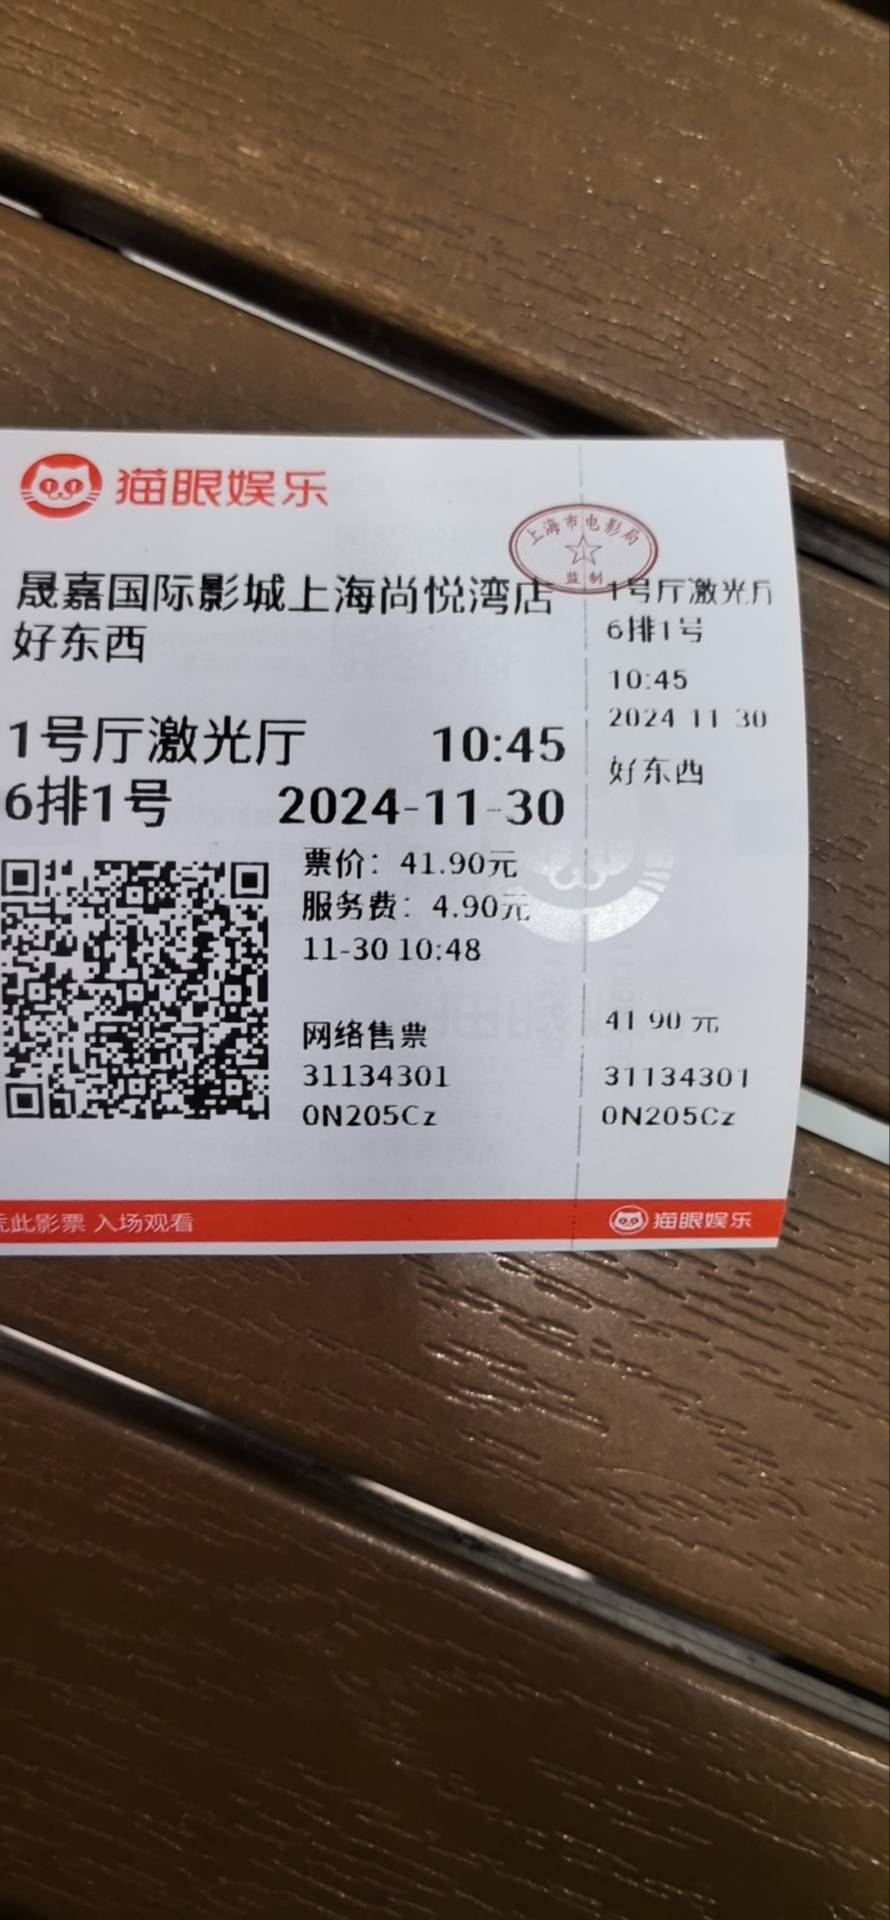 猫眼娱乐
上海市电影局
监制
晟嘉国际影城上海尚悦湾店
好东西
1号厅激光厅 10:45
6排1号 2024-11-30
票价：41.90元
服务费：4.90元
11-30 10:48
网络售票
31134301
0N205Cz
1号厅激光厅
6排1号
10:45
2024 11 30
好东西
41 90 元
31134301
0N205Cz
凭此影票 入场观看
猫眼娱乐